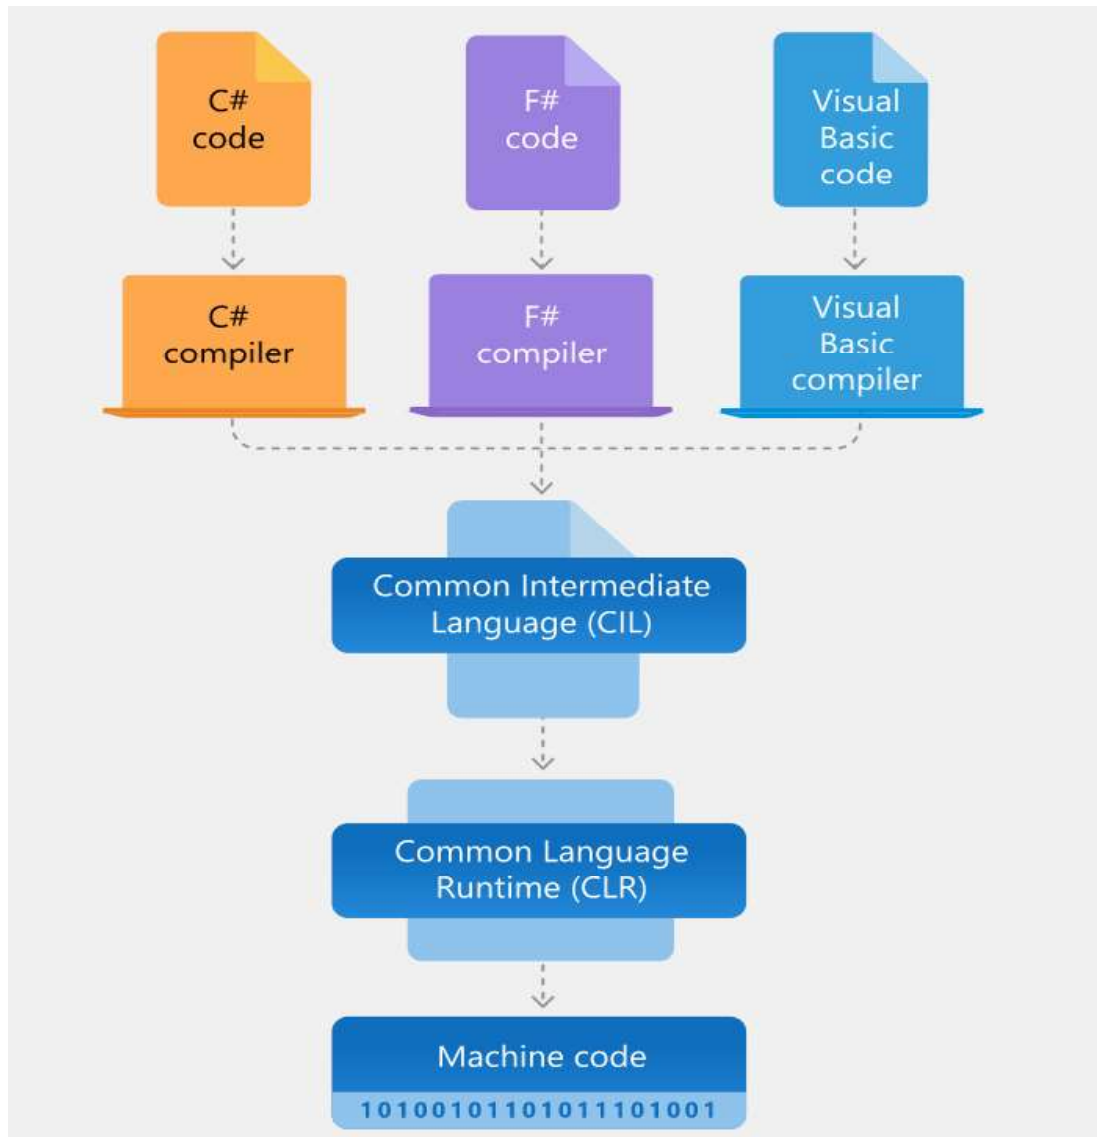 C#
code
F#
code
Visual
Basic
code
C#
compiler
F#
compiler
Visual
Basic
compiler
Common Intermediate
Language (CIL)
Common Language
Runtime (CLR)
Machine code
101001011010111101001